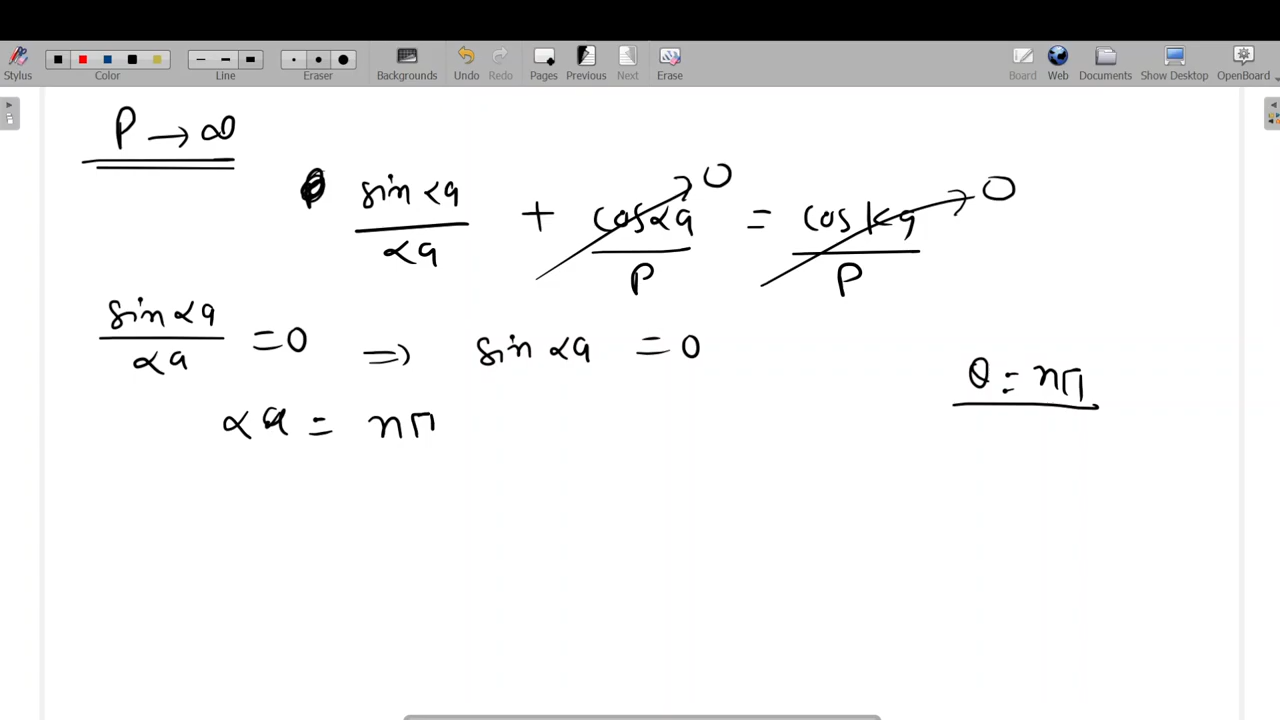 Stylus Color Line Eraser Backgrounds Undo Redo Pages Previous Next Erase Board Web Documents Show Desktop OpenBoard
P → ∞
sin αa / αa + cos αa / P → 0 = cos ka / P → 0
sin αa / αa = 0 ⇒ sin αa = 0
θ = nπ
αa = nπ